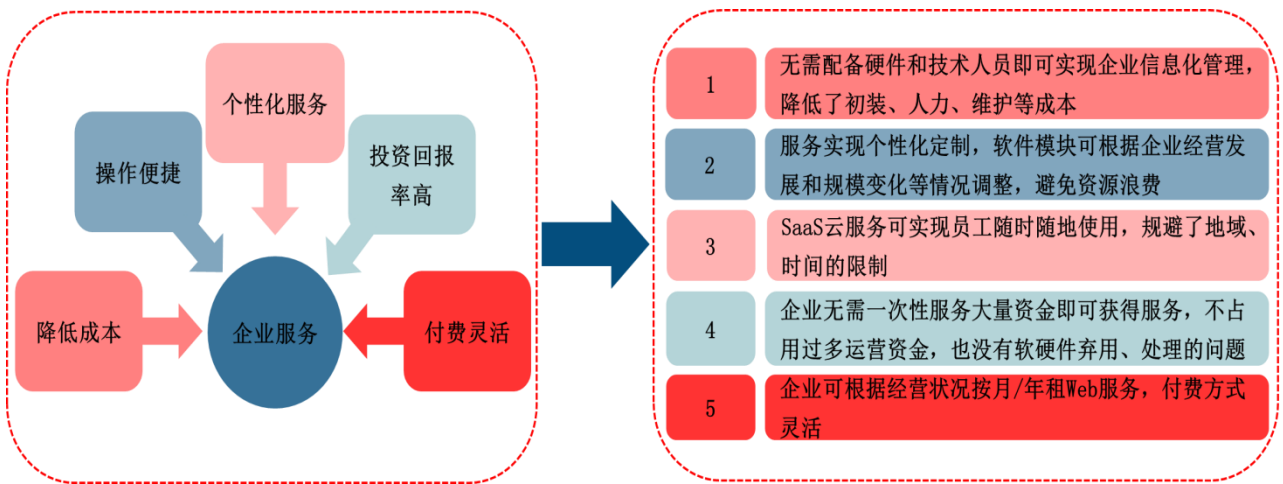 个性化服务
操作便捷
投资回报
率高
降低成本
企业服务
付费灵活
1
无需配备硬件和技术人员即可实现企业信息化管理，
降低了初装、人力、维护等成本
2
服务实现个性化定制，软件模块可根据企业经营发
展和规模变化等情况调整，避免资源浪费
3
SaaS云服务可实现员工随时随地使用，规避了地域、
时间的限制
4
企业无需一次性服务大量资金即可获得服务，不占
用过多运营资金，也没有软硬件弃用、处理的问题
5
企业可根据经营状况按月/年租Web服务，付费方式
灵活